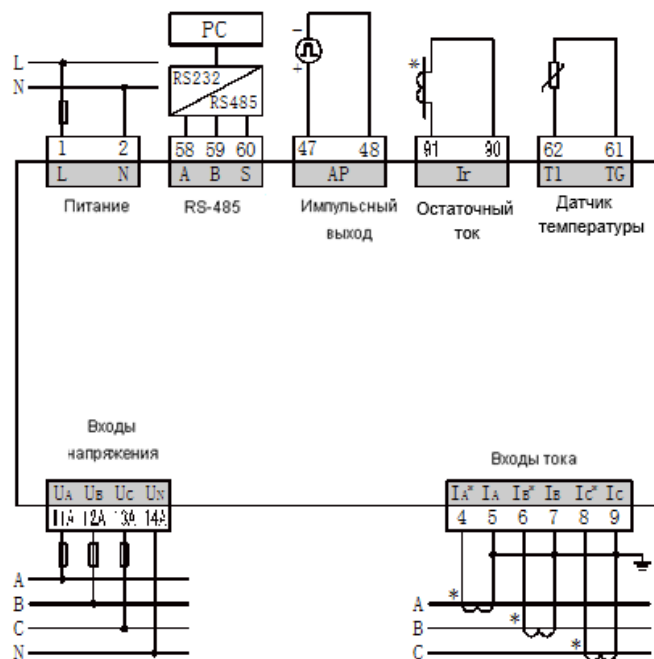 PC
L
N
RS232
RS485
1 2
58 59 60
47 48
91 90
62 61
L N
A B S
AP
Ir
T1 TG
Питание
RS-485
Импульсный
выход
Остаточный
ток
Датчик
температуры
- 
+
*
Входы
напряжения
UA UB UC UN
11A 12A 13A 14A
A
B
C
N
Входы тока
IA* IA IB* IB IC* IC
4 5 6 7 8 9
A *
B *
C *